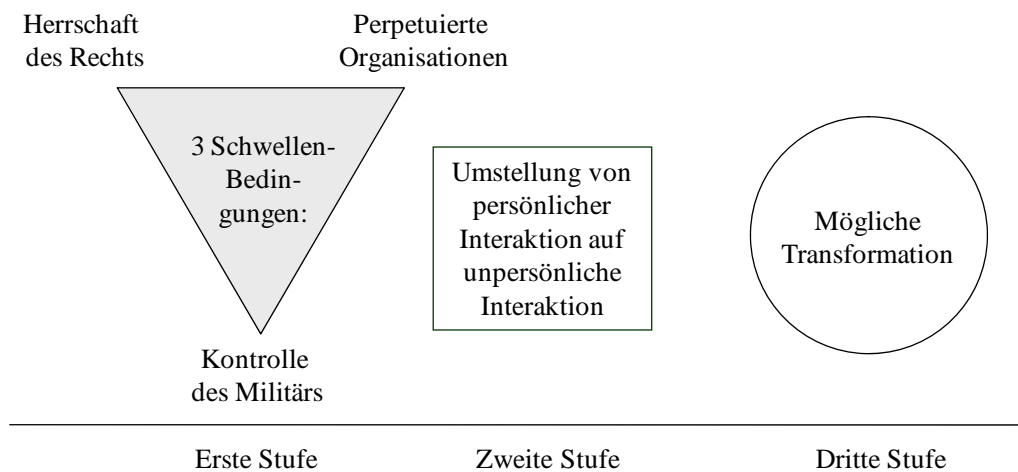 Herrschaft
des Rechts
Perpetuierte
Organisationen
3 Schwellen-
Bedin-
gungen:
Kontrolle
des Militärs
Umstellung von
persönlicher
Interaktion auf
unpersönliche
Interaktion
Mögliche
Transformation
Erste Stufe
Zweite Stufe
Dritte Stufe